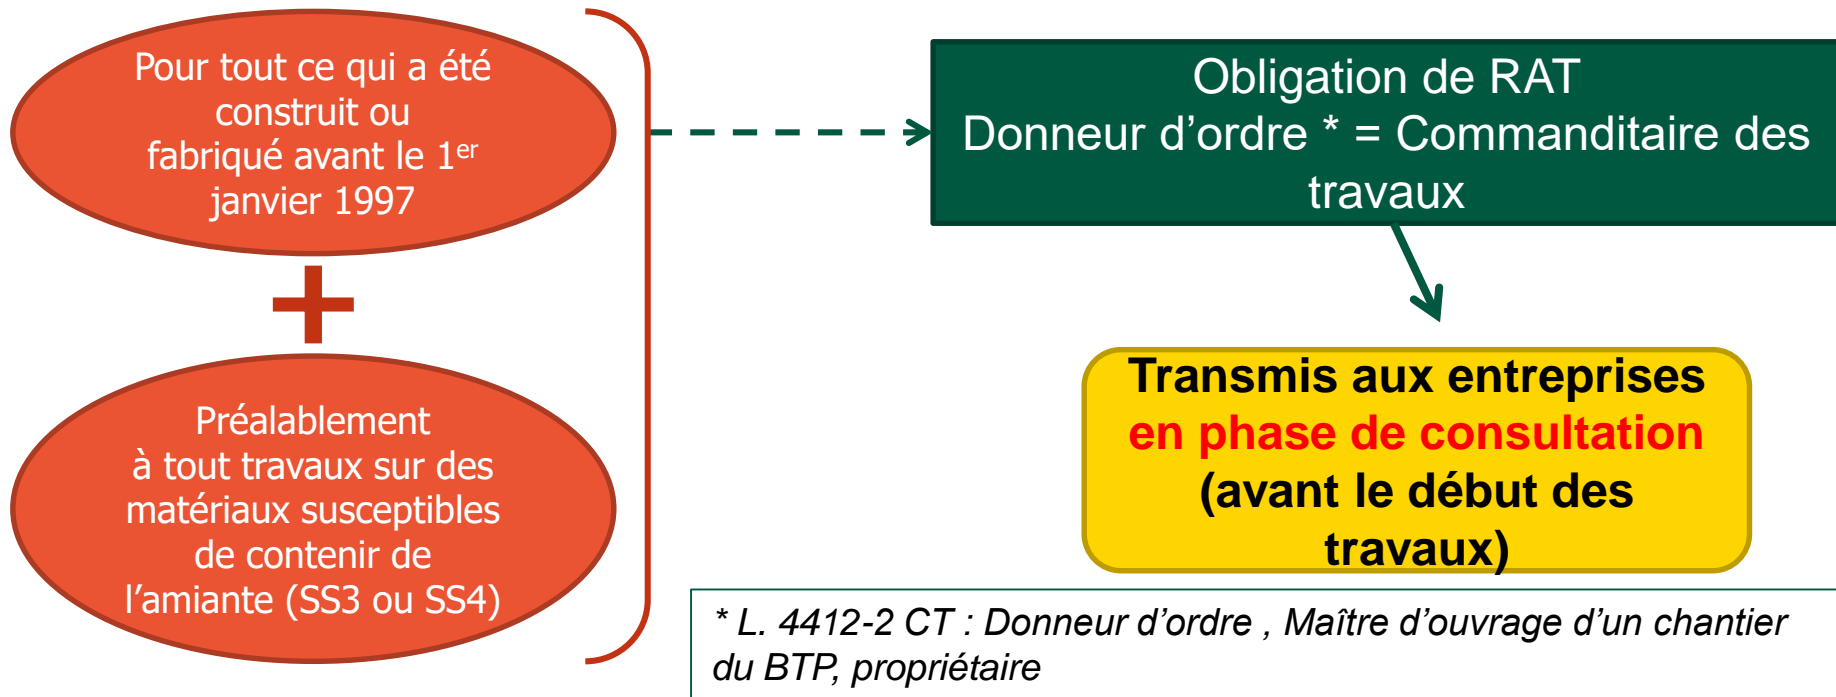 Pour tout ce qui a été
construit ou
fabriqué avant le 1er
janvier 1997
+
Préalablement
à tout travaux sur des
matériaux susceptibles
de contenir de
l’amiante (SS3 ou SS4)
Obligation de RAT
Donneur d’ordre * = Commanditaire des
travaux
Transmis aux entreprises
en phase de consultation
(avant le début des
travaux)
* L. 4412-2 CT : Donneur d’ordre , Maître d’ouvrage d’un chantier
du BTP, propriétaire